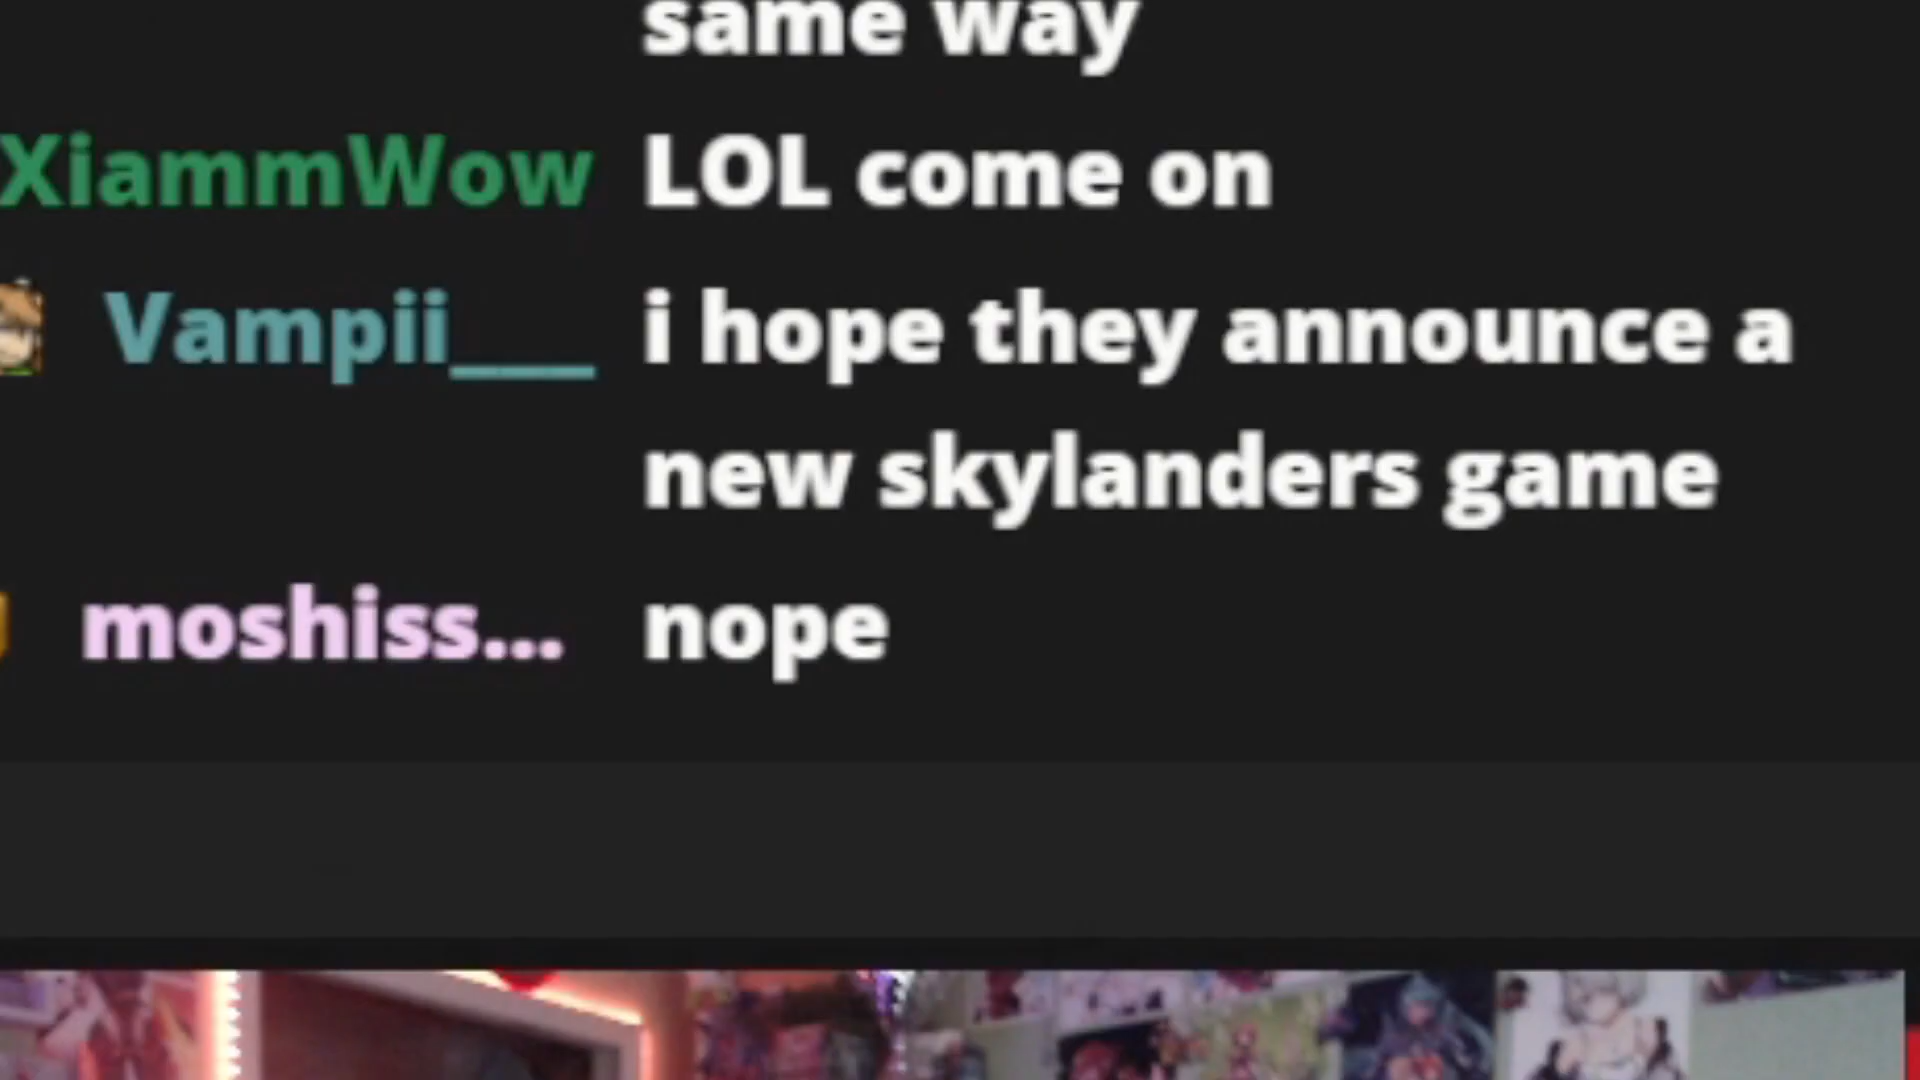 same way
XiammWow LOL come on
Vampii___ i hope they announce a
new skylanders game
moshiss... nope